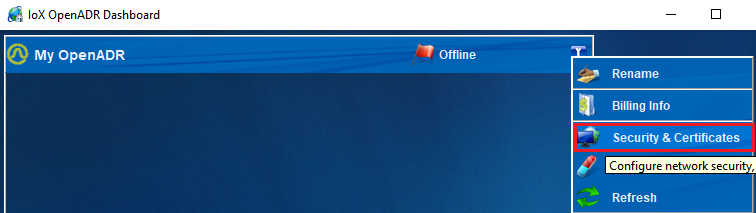 IoX OpenADR Dashboard
My OpenADR
Offline
Rename
Billing Info
Security & Certificates
Configure network security,
Refresh